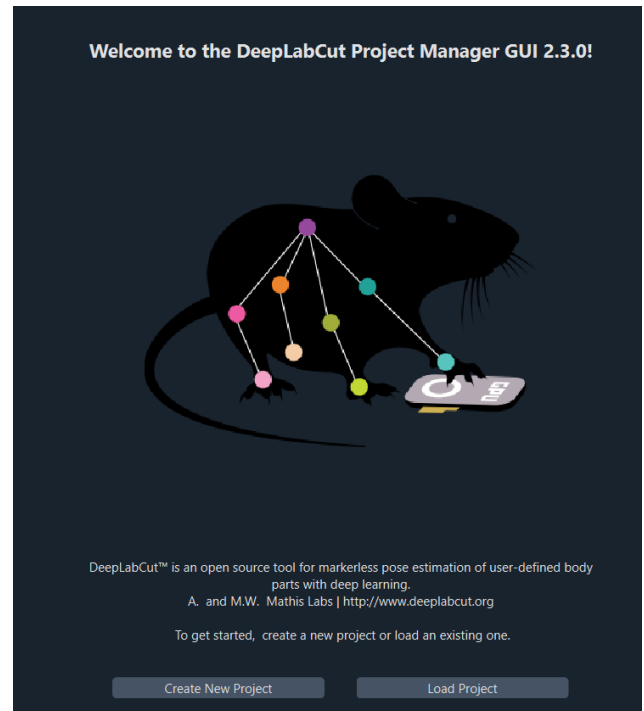 Welcome to the DeepLabCut Project Manager GUI 2.3.0!
GPU
DeepLabCut™ is an open source tool for markerless pose estimation of user-defined body
parts with deep learning.
A.  and M.W.  Mathis Labs | http://www.deeplabcut.org
To get started,  create a new project or load an existing one.
Create New Project
Load Project